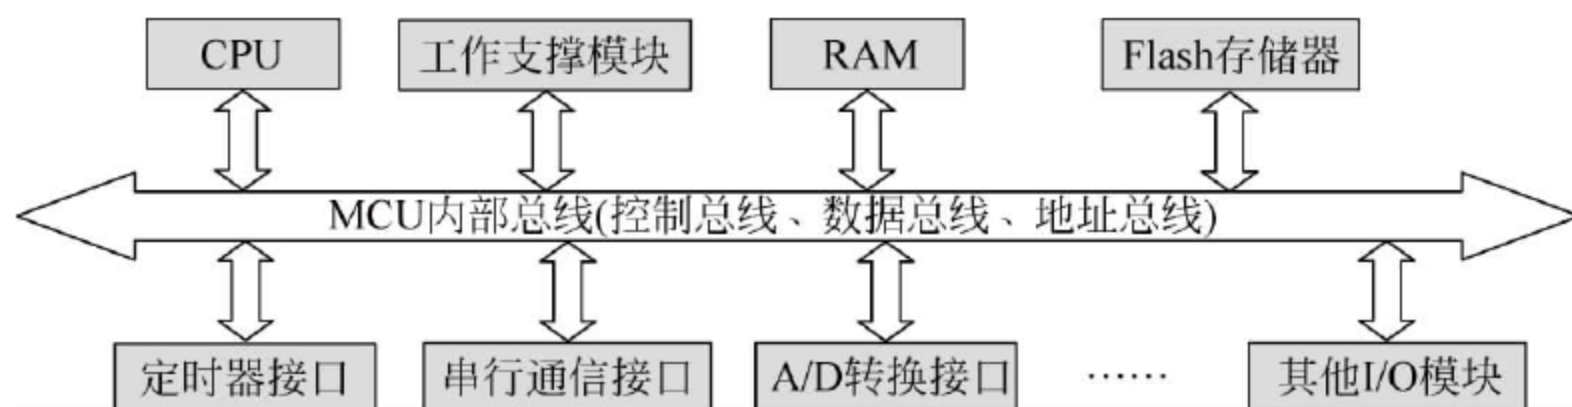 CPU
工作支撑模块
RAM
Flash存储器
MCU内部总线(控制总线、数据总线、地址总线)
定时器接口
串行通信接口
A/D转换接口
……
其他I/O模块